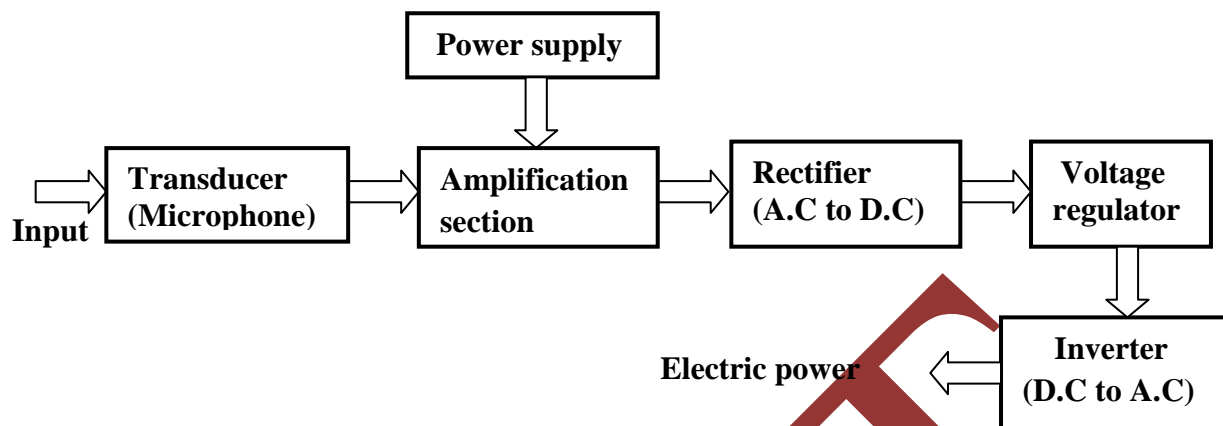 Power supply
Input
Transducer
(Microphone)
Amplification
section
Rectifier
(A.C to D.C)
Voltage
regulator
Inverter
(D.C to A.C)
Electric power